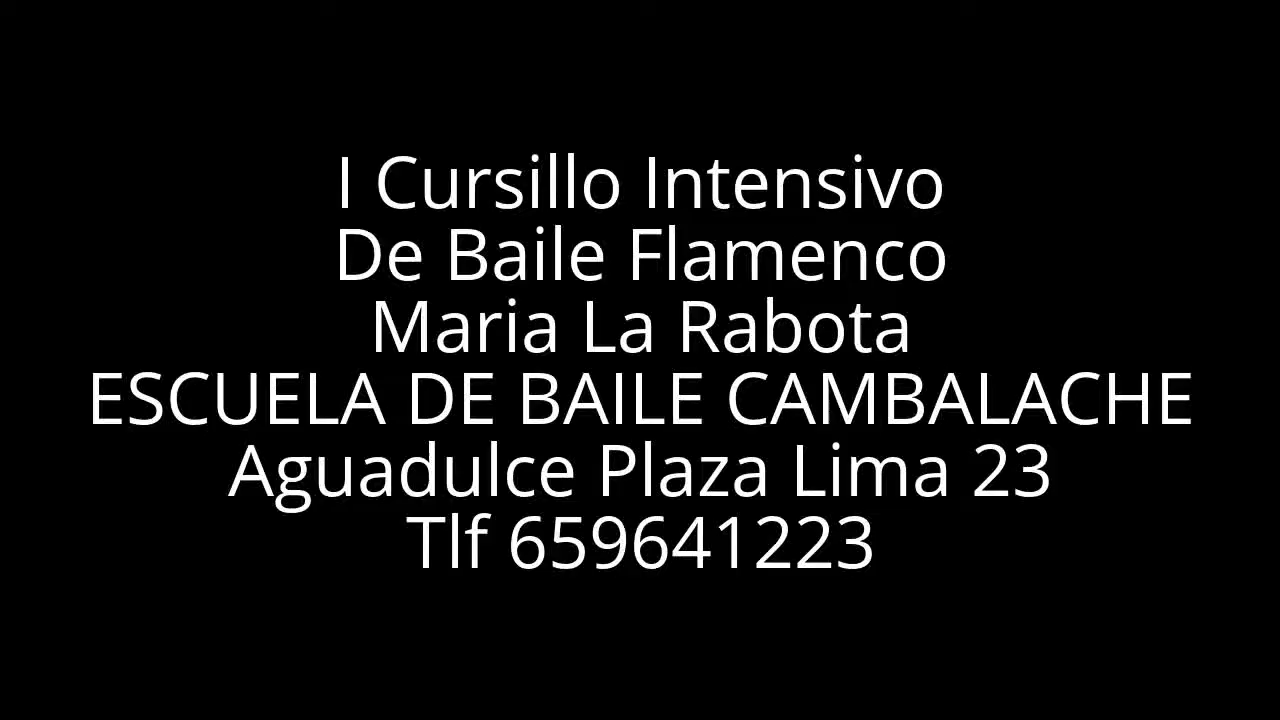 I Cursillo Intensivo
De Baile Flamenco
Maria La Rabota
ESCUELA DE BAILE CAMBALACHE
Aguadulce Plaza Lima 23
Tlf 659641223